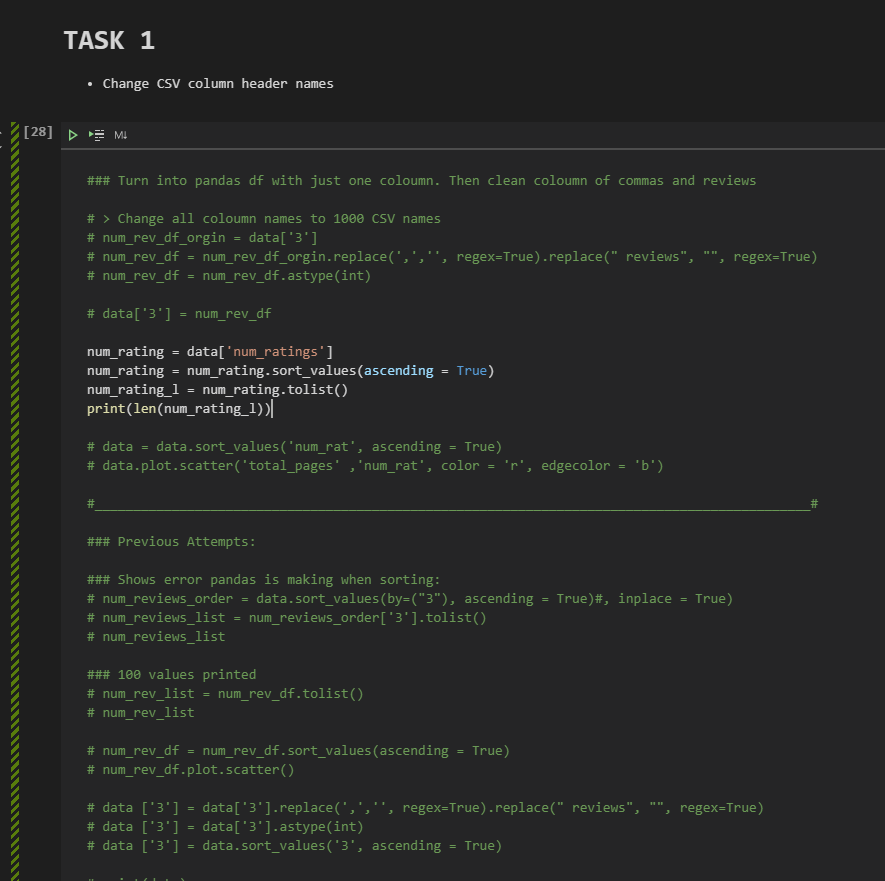 TASK 1
• Change CSV column header names
[28]
M↓
### Turn into pandas df with just one coloumn. Then clean coloumn of commas and reviews
# > Change all coloumn names to 1000 CSV names
# num_rev_df_orgin = data['3']
# num_rev_df = num_rev_df_orgin.replace(',','', regex=True).replace(" reviews", "", regex=True)
# num_rev_df = num_rev_df.astype(int)
# data['3'] = num_rev_df
num_rating = data['num_ratings']
num_rating = num_rating.sort_values(ascending = True)
num_rating_l = num_rating.tolist()
print(len(num_rating_l))
# data = data.sort_values('num_rat', ascending = True)
# data.plot.scatter('total_pages' ,'num_rat', color = 'r', edgecolor = 'b')
#_____________________________________________________________________________________________#
### Previous Attempts:
### Shows error pandas is making when sorting:
# num_reviews_order = data.sort_values(by=("3"), ascending = True)#, inplace = True)
# num_reviews_list = num_reviews_order['3'].tolist()
# num_reviews_list
### 100 values printed
# num_rev_list = num_rev_df.tolist()
# num_rev_list
# num_rev_df = num_rev_df.sort_values(ascending = True)
# num_rev_df.plot.scatter()
# data ['3'] = data['3'].replace(',','', regex=True).replace(" reviews", "", regex=True)
# data ['3'] = data['3'].astype(int)
# data ['3'] = data.sort_values('3', ascending = True)